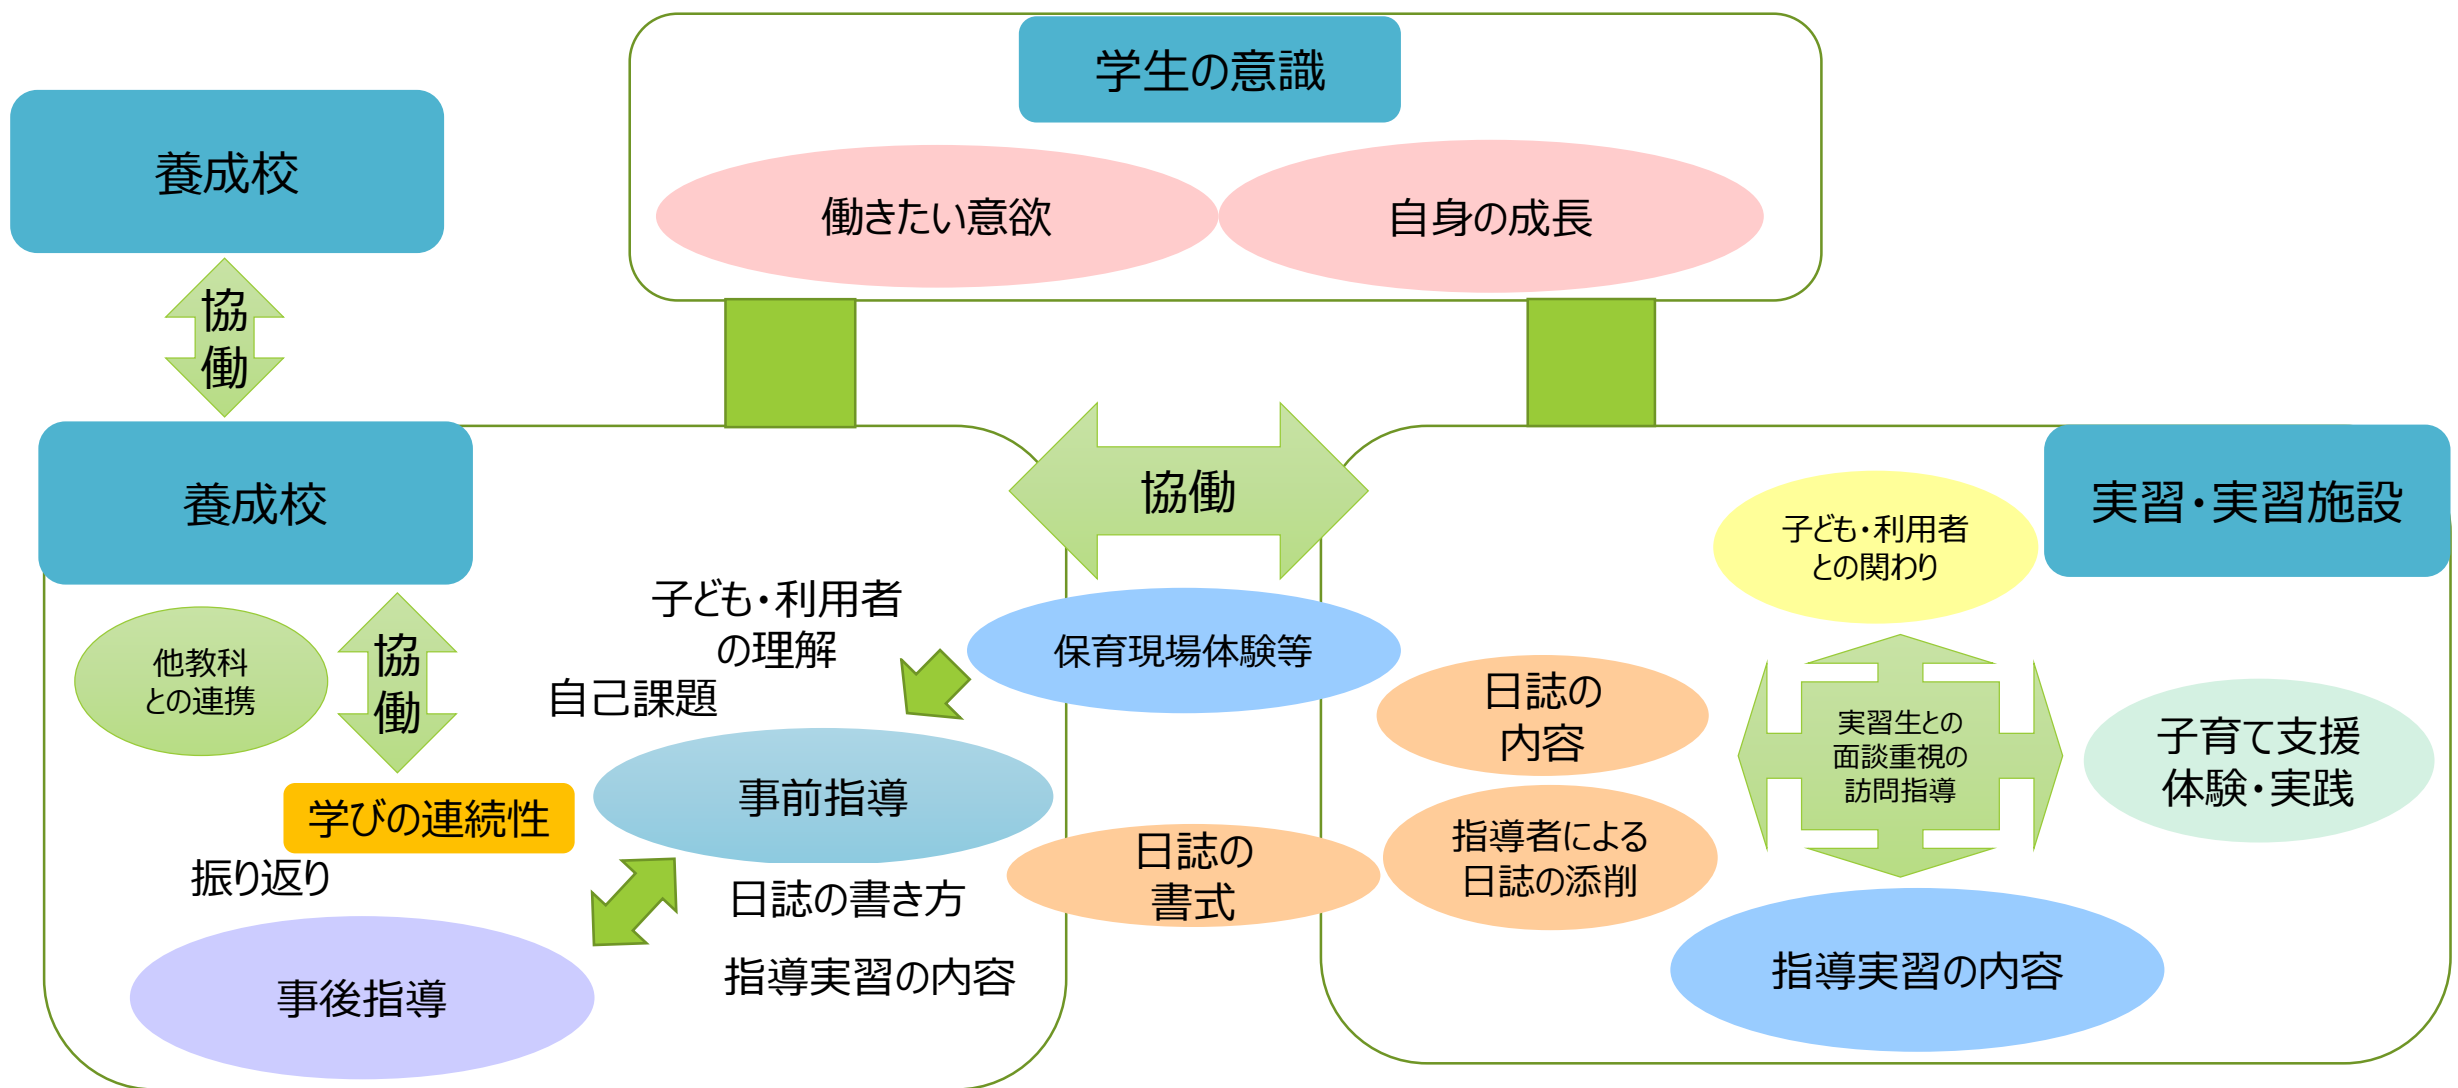 学生の意識
働きたい意欲
自身の成長
養成校
協
働
養成校
協働
実習・実習施設
他教科
との連携
協
働
学びの連続性
振り返り
事後指導
子ども・利用者
の理解
自己課題
事前指導
日誌の書き方
指導実習の内容
保育現場体験等
日誌の
書式
日誌の
内容
指導者による
日誌の添削
子ども・利用者
との関わり
実習生との
面談重視の
訪問指導
子育て支援
体験・実践
指導実習の内容